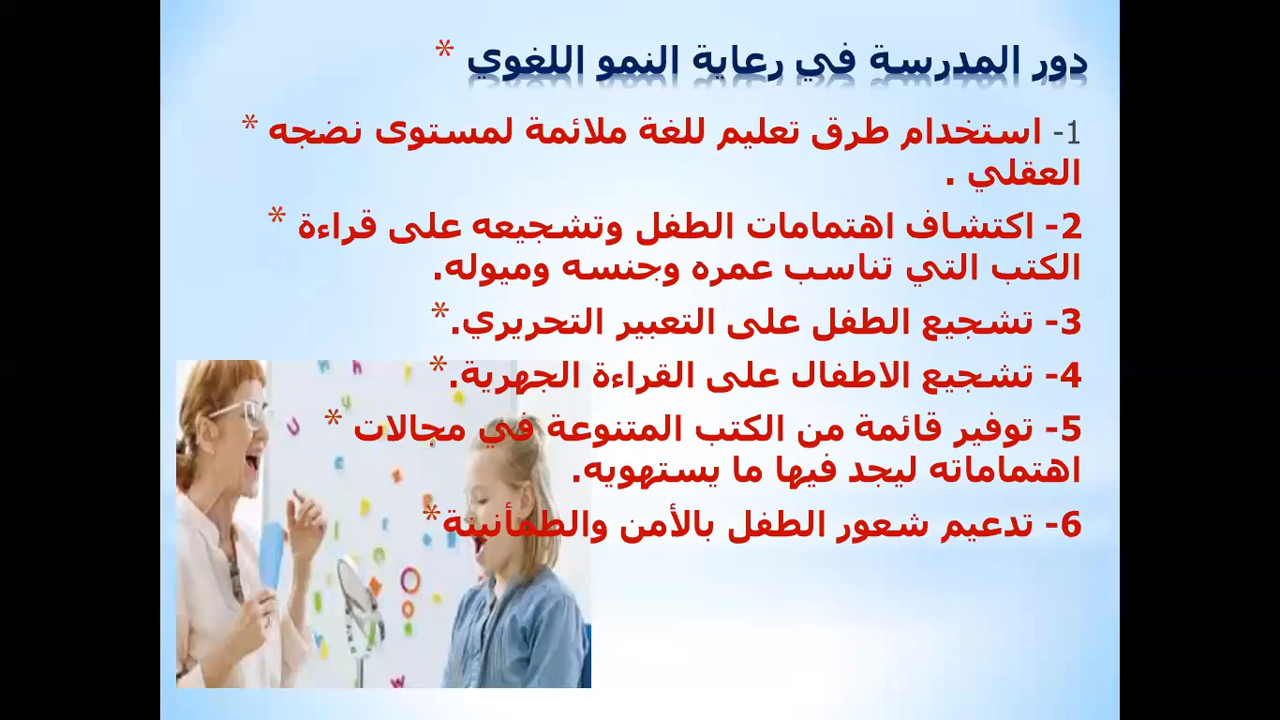 دور المدرسة في رعاية النمو اللغوي *
1- استخدام طرق تعليم للغة ملائمة لمستوى نضجه *
العقلي .
2- اكتشاف اهتمامات الطفل وتشجيعه على قراءة *
الكتب التي تناسب عمره وجنسه وميوله.
3- تشجيع الطفل على التعبير التحريري.*
4- تشجيع الاطفال على القراءة الجهرية.*
5- توفير قائمة من الكتب المتنوعة في مجالات *
اهتماماته ليجد فيها ما يستهويه.
6- تدعيم شعور الطفل بالأمن والطمأنينة*